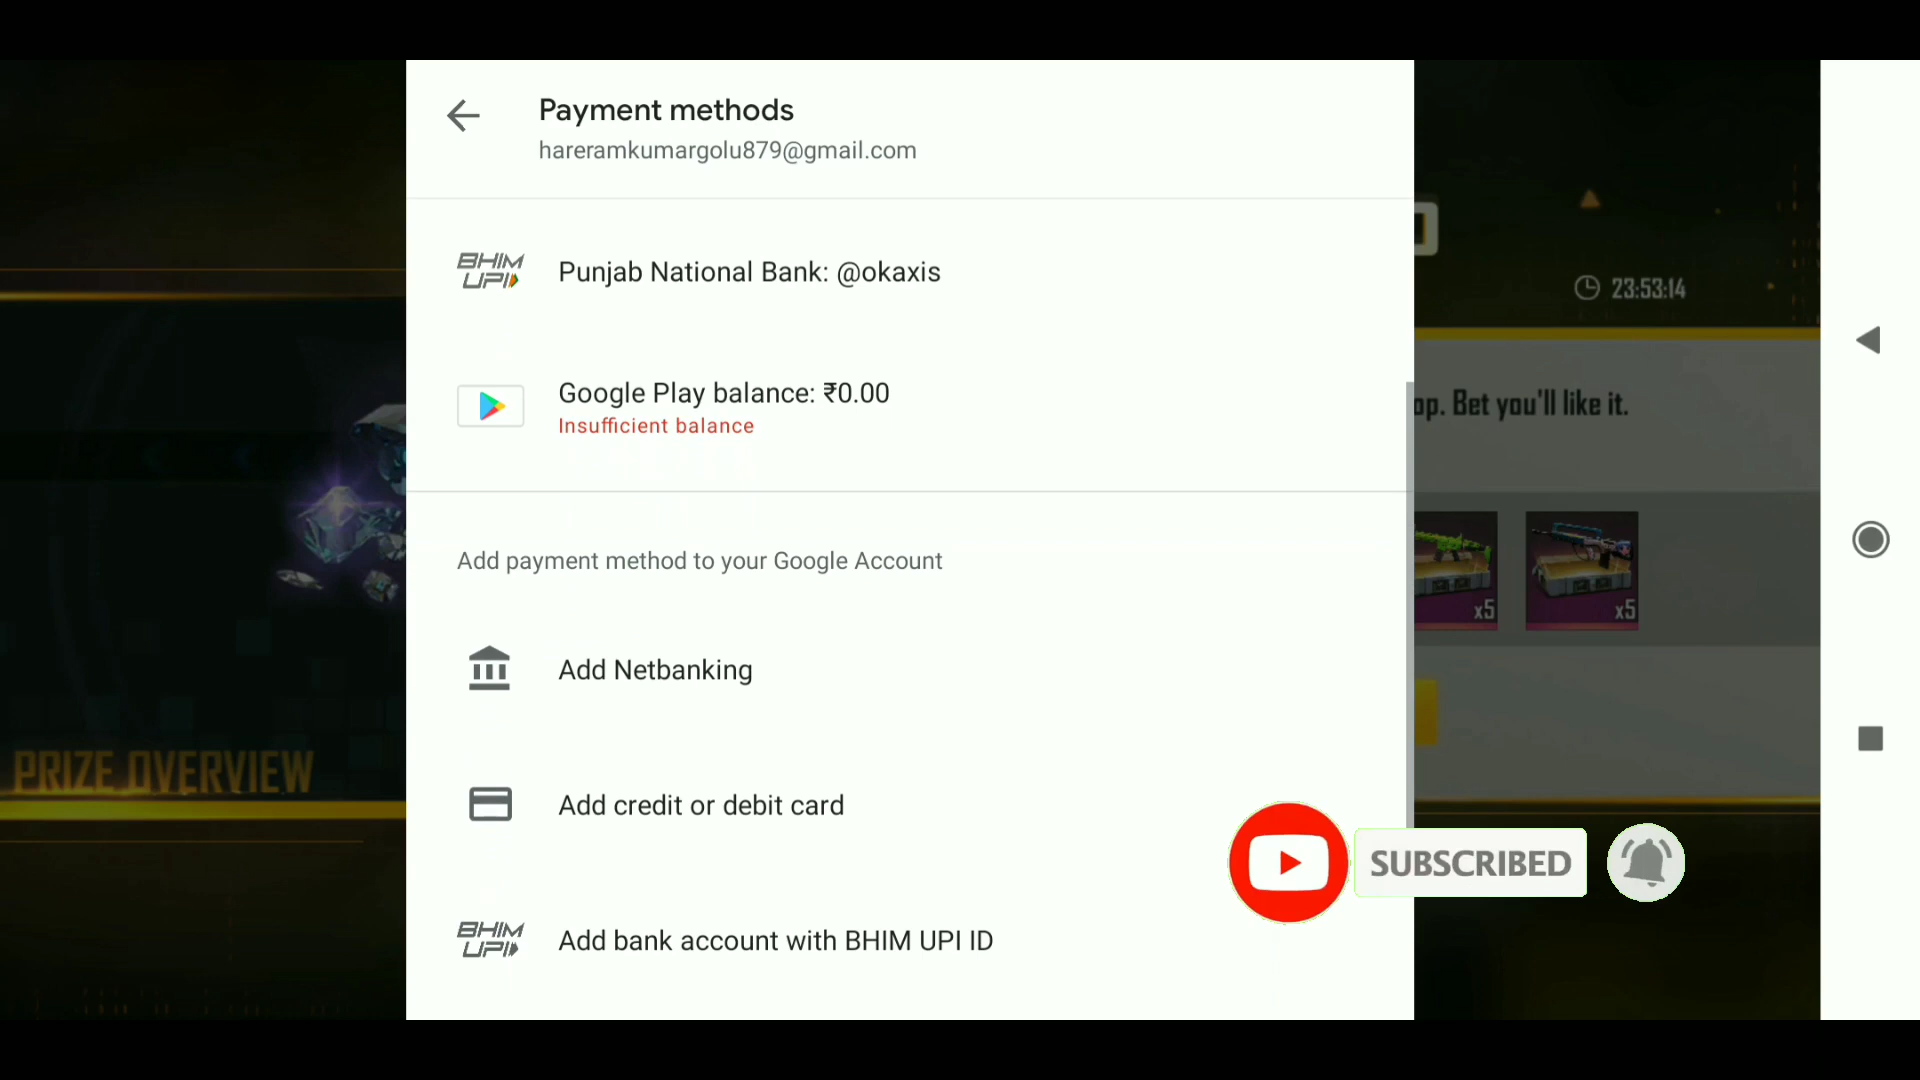 Payment methods
hareramkumargolu879@gmail.com
BHIM UPI
Punjab National Bank: @okaxis
Google Play balance: ₹0.00
Insufficient balance
Add payment method to your Google Account
Add Netbanking
Add credit or debit card
BHIM UPI
Add bank account with BHIM UPI ID
23:53:14
op. Bet you'll like it.
x5
x5
PRIZE OVERVIEW
SUBSCRIBED